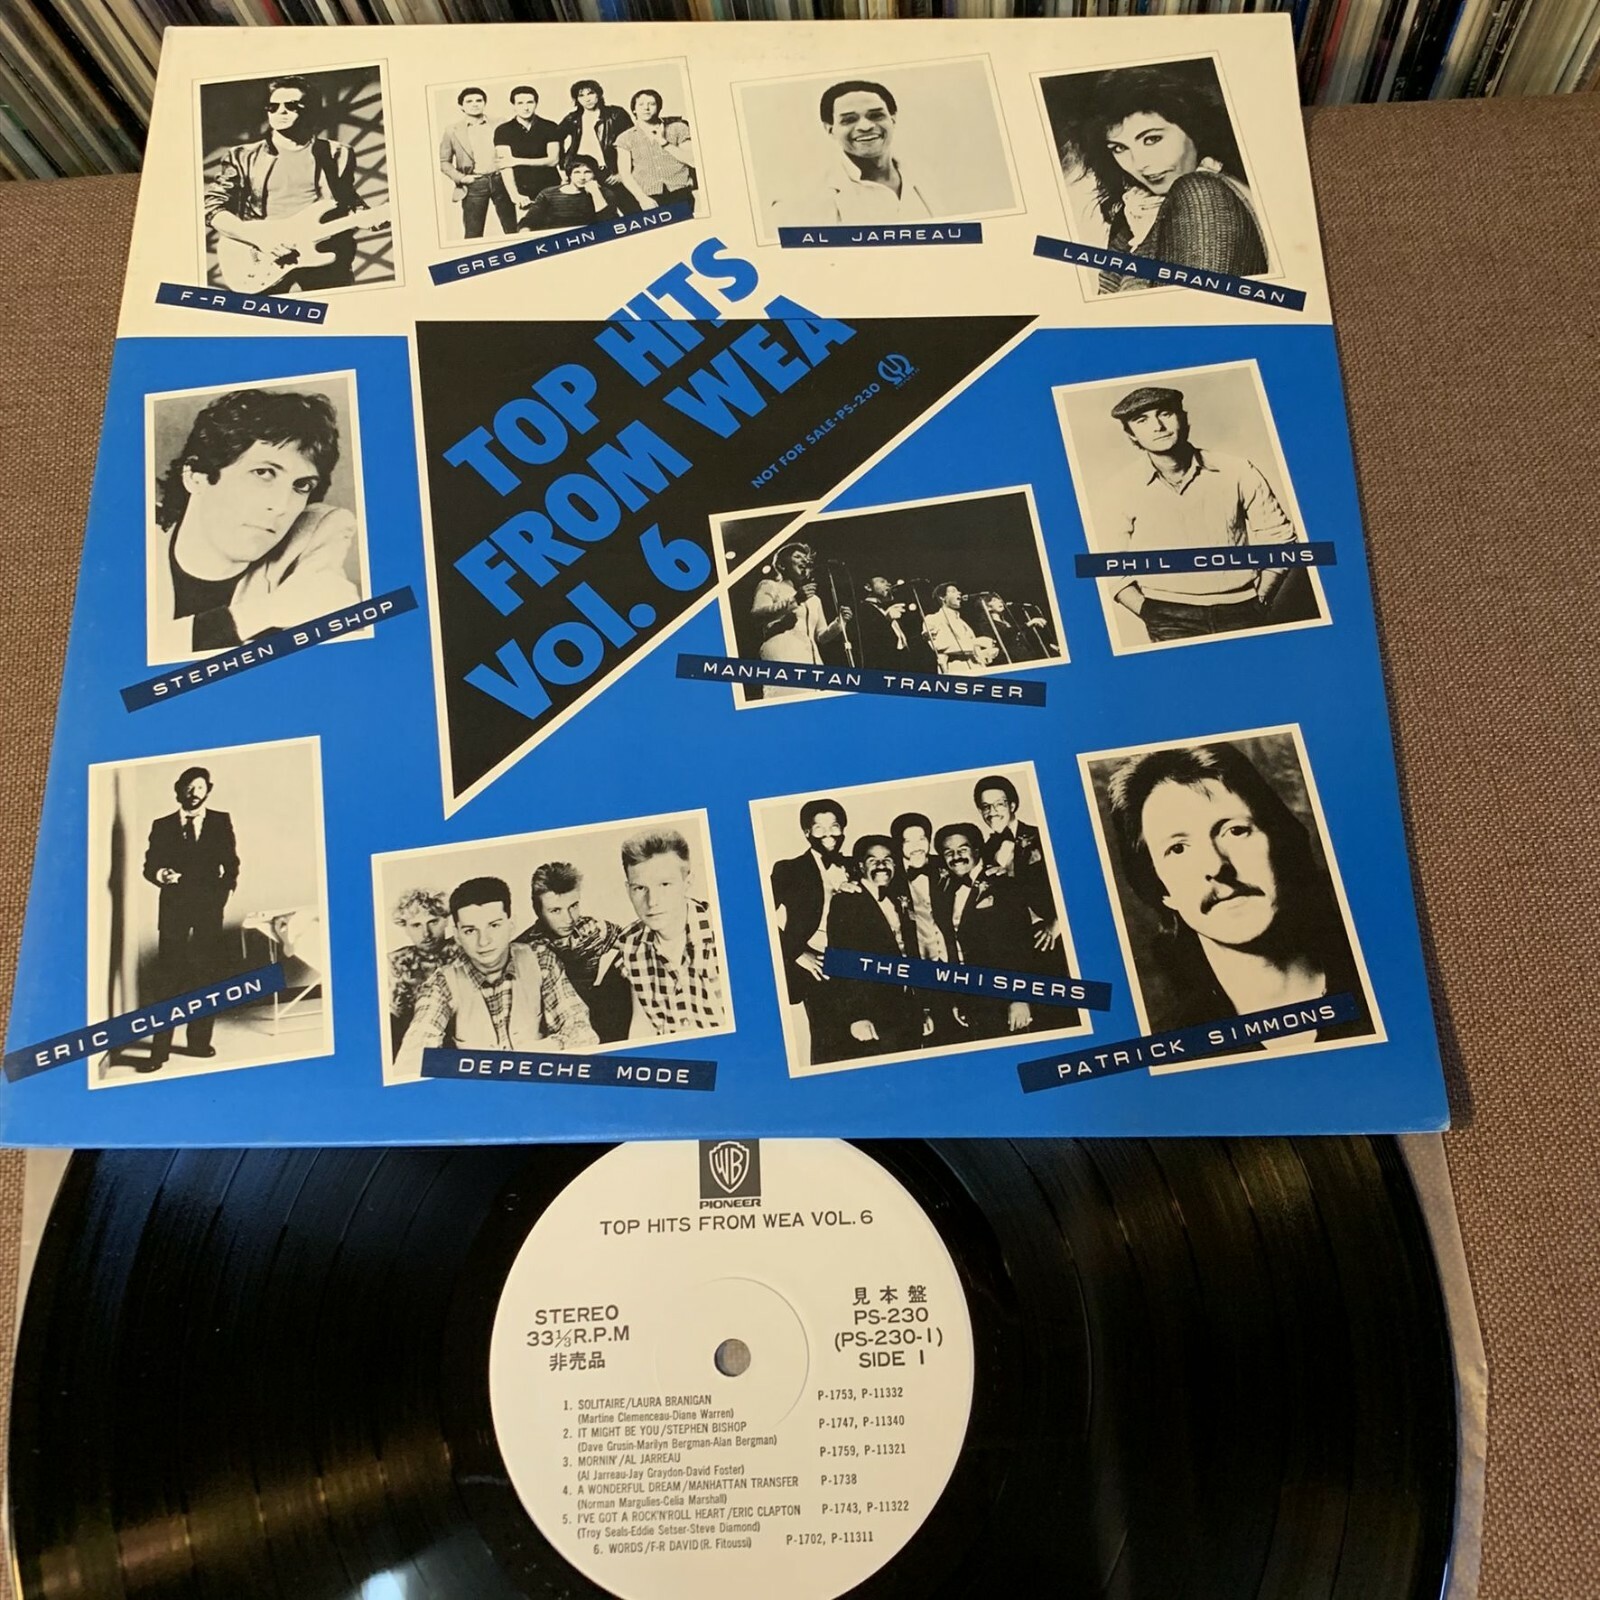 F-R DAVID
GREG KIHN BAND
AL JARREAU
LAURA BRANIGAN
TOP HITS
FROM WEA
Vol. 6
NOT FOR SALE·PS-230
STEPHEN BISHOP
PHIL COLLINS
MANHATTAN TRANSFER
ERIC CLAPTON
DEPECHE MODE
THE WHISPERS
PATRICK SIMMONS
WB
PIONEER
TOP HITS FROM WEA VOL. 6
STEREO
33⅓R.P.M
非売品
見本盤
PS-230
(PS-230-1)
SIDE 1
1. SOLITAIRE/LAURA BRANIGAN P-1753, P-11332
(Martine Clemenceau-Diane Warren)
2. IT MIGHT BE YOU/STEPHEN BISHOP P-1747, P-11340
(Dave Grusin-Marilyn Bergman-Alan Bergman)
3. MORNIN'/AL JARREAU P-1759, P-11321
(Al Jarreau-Jay Graydon-David Foster)
4. A WONDERFUL DREAM/MANHATTAN TRANSFER P-1738
(Norman Margulies-Celia Marshall)
5. I'VE GOT A ROCK'N'ROLL HEART/ERIC CLAPTON P-1743, P-11322
(Troy Seals-Eddie Setser-Steve Diamond)
6. WORDS/F-R DAVID(R. Fitoussi) P-1702, P-11311